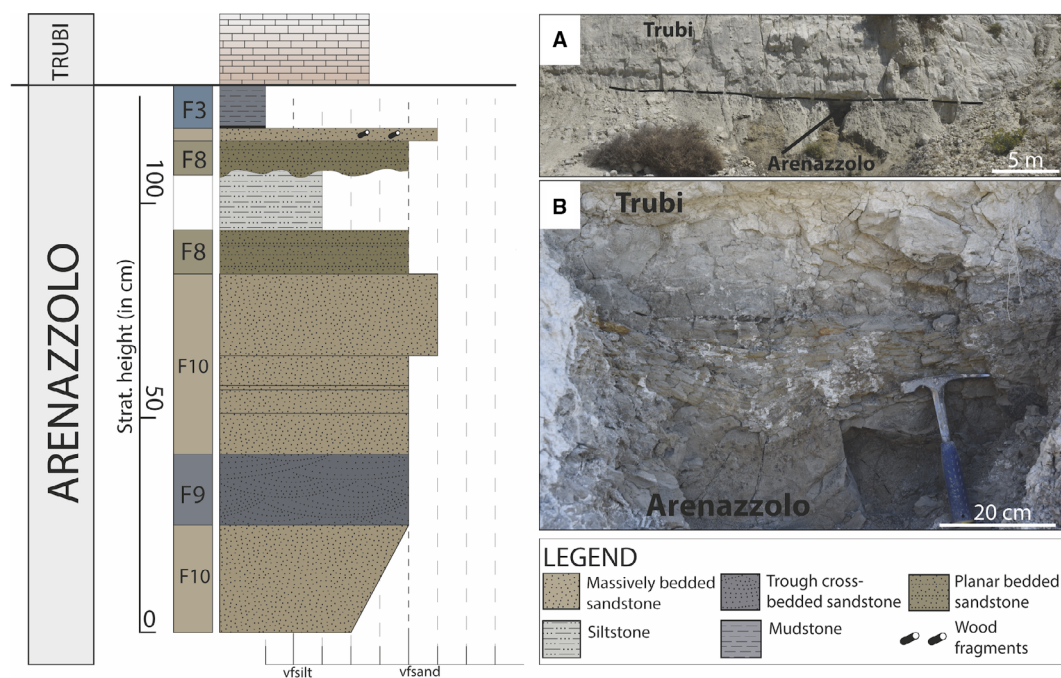 TRUBI
ARENAZZOLO
Strat. height (in cm)
100
50
0
F3
F8
F8
F10
F9
F10
vfsilt
vfsand
A
Trubi
Arenazzolo
5 m
B
Trubi
Arenazzolo
20 cm
LEGEND
Massively bedded
sandstone
Trough cross-
bedded sandstone
Planar bedded
sandstone
Siltstone
Mudstone
Wood
fragments